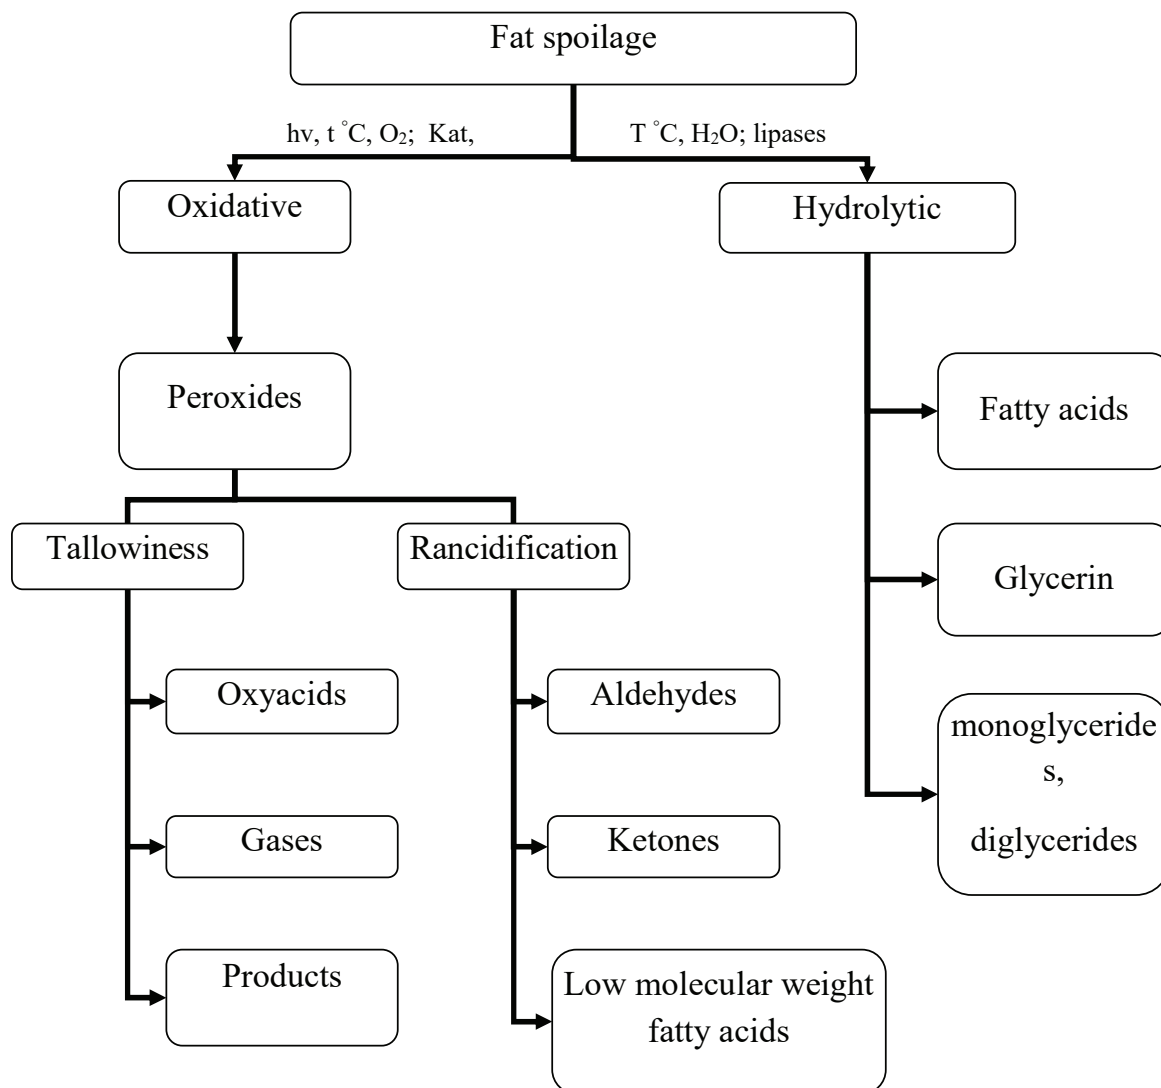 Fat spoilage
hv, t °C, O₂;  Kat,
T °C, H₂O; lipases
Oxidative
Hydrolytic
Peroxides
Fatty acids
Tallowiness
Rancidification
Glycerin
Oxyacids
Aldehydes
monoglyceride
s,
diglycerides
Gases
Ketones
Products
Low molecular weight
fatty acids